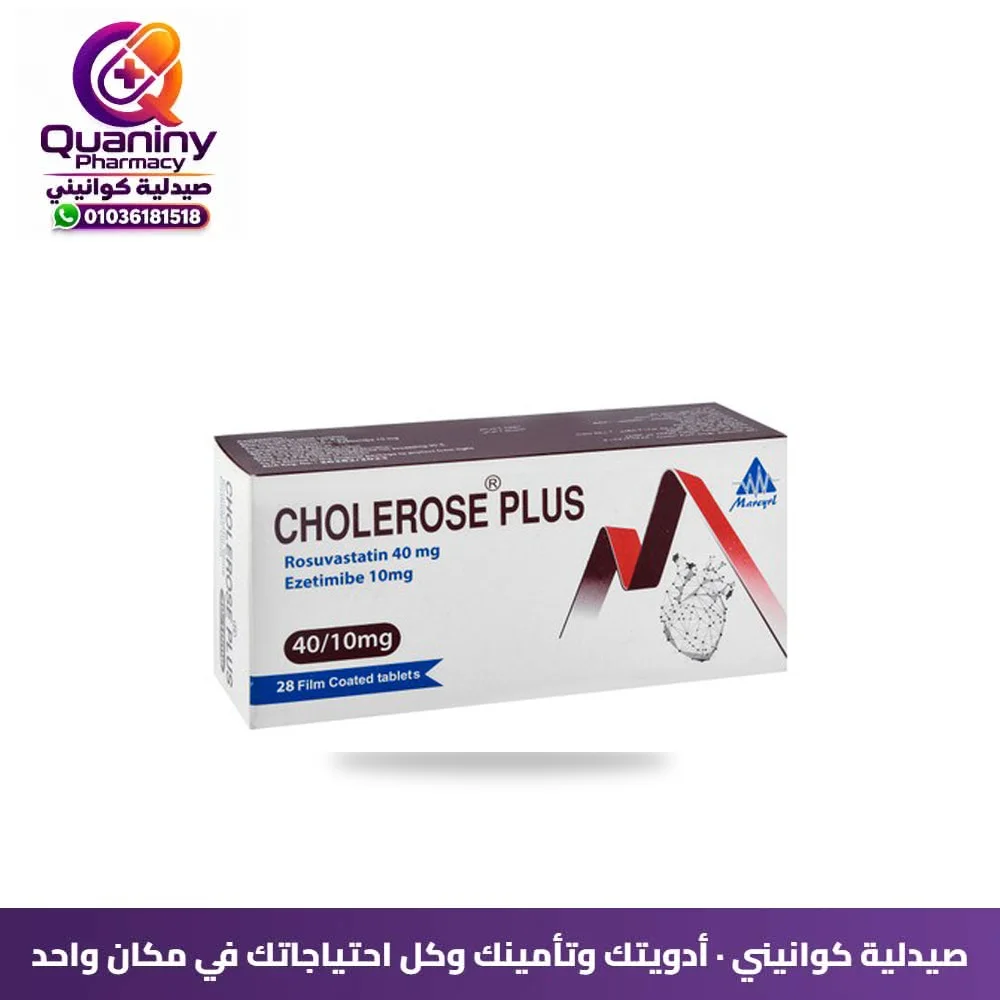 Quaniny
Pharmacy
صيدلية كوانيني
01036181518
CHOLEROSE® PLUS
Rosuvastatin 40 mg
Ezetimibe 10mg
40/10mg
28 Film Coated tablets
Marcyrl
CHOLEROSE PLUS
صيدلية كوانيني · أدويتك وتأمينك وكل احتياجاتك في مكان واحد